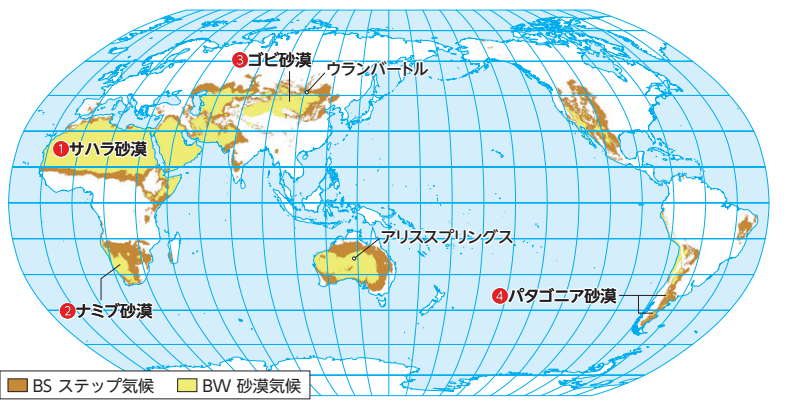 ❸ゴビ砂漠
ウランバートル
❶サハラ砂漠
アリススプリングス
❷ナミブ砂漠
❹パタゴニア砂漠
BS ステップ気候
BW 砂漠気候